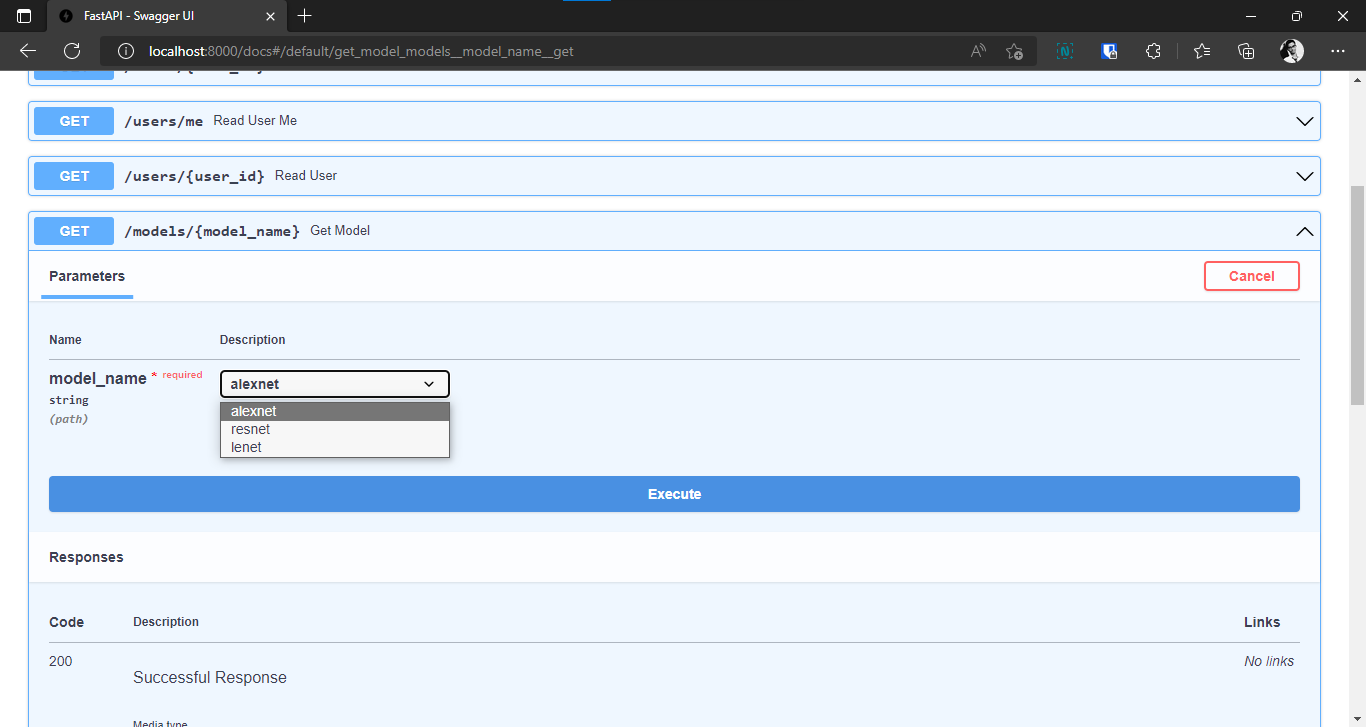 FastAPI - Swagger UI
localhost:8000/docs#/default/get_model_models__model_name__get
GET /users/me Read User Me
GET /users/{user_id} Read User
GET /models/{model_name} Get Model
Parameters Cancel
Name Description
model_name * required alexnet
string
(path)
alexnet
resnet
lenet
Execute
Responses
Code Description Links
200 No links
Successful Response
Media type